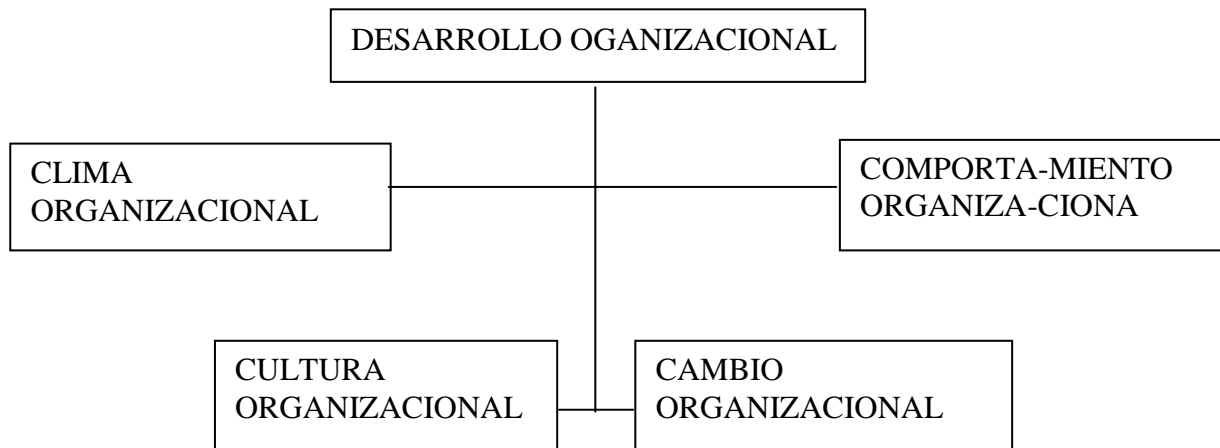 DESARROLLO OGANIZACIONAL
CLIMA
ORGANIZACIONAL
COMPORTA-MIENTO
ORGANIZA-CIONA
CULTURA
ORGANIZACIONAL
CAMBIO
ORGANIZACIONAL